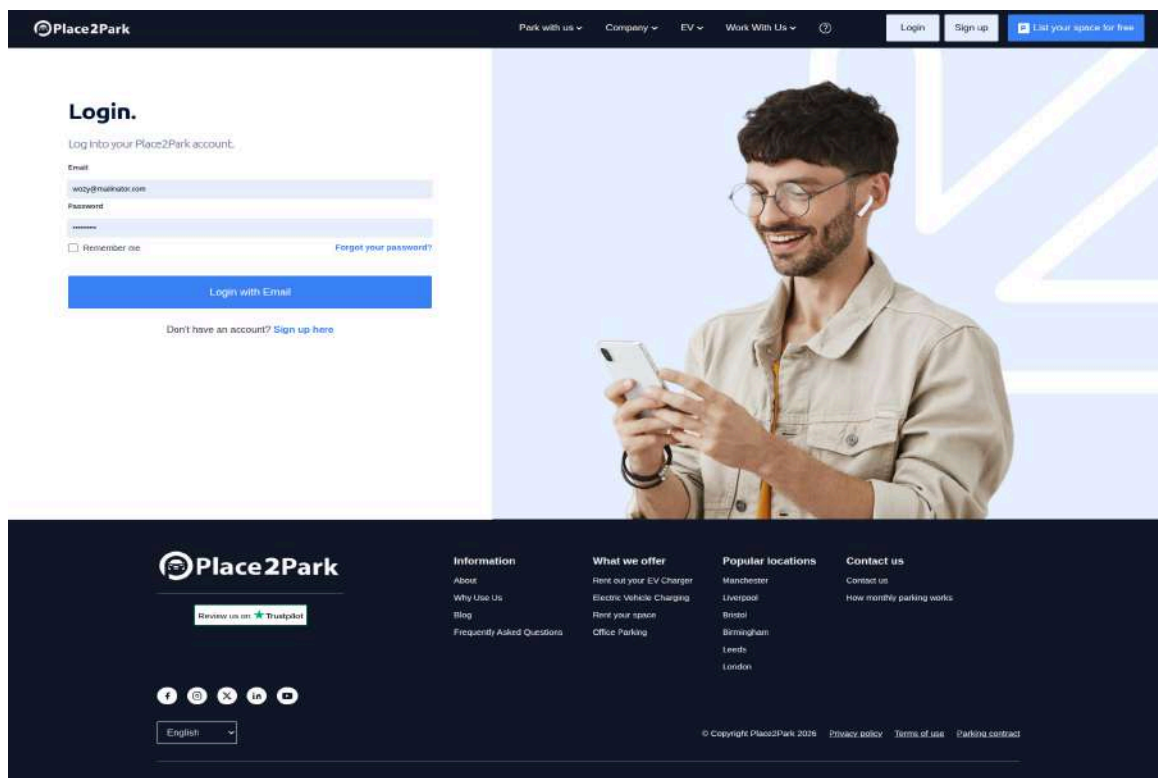 Place2Park
Park with us
Company
EV
Work With Us
Login
Sign up
List your space for free
Login.
Log into your Place2Park account.
Email
wozy@mailinator.com
Password
Remember me
Forgot your password?
Login with Email
Don't have an account? Sign up here
Place2Park
Review us on Trustpilot
English
Information
About
Why Use Us
Blog
Frequently Asked Questions
What we offer
Rent out your EV Charger
Electric Vehicle Charging
Rent your space
Office Parking
Popular locations
Manchester
Liverpool
Bristol
Birmingham
Leeds
London
Contact us
Contact us
How monthly parking works
© Copyright Place2Park 2026 Privacy policy Terms of use Parking contract